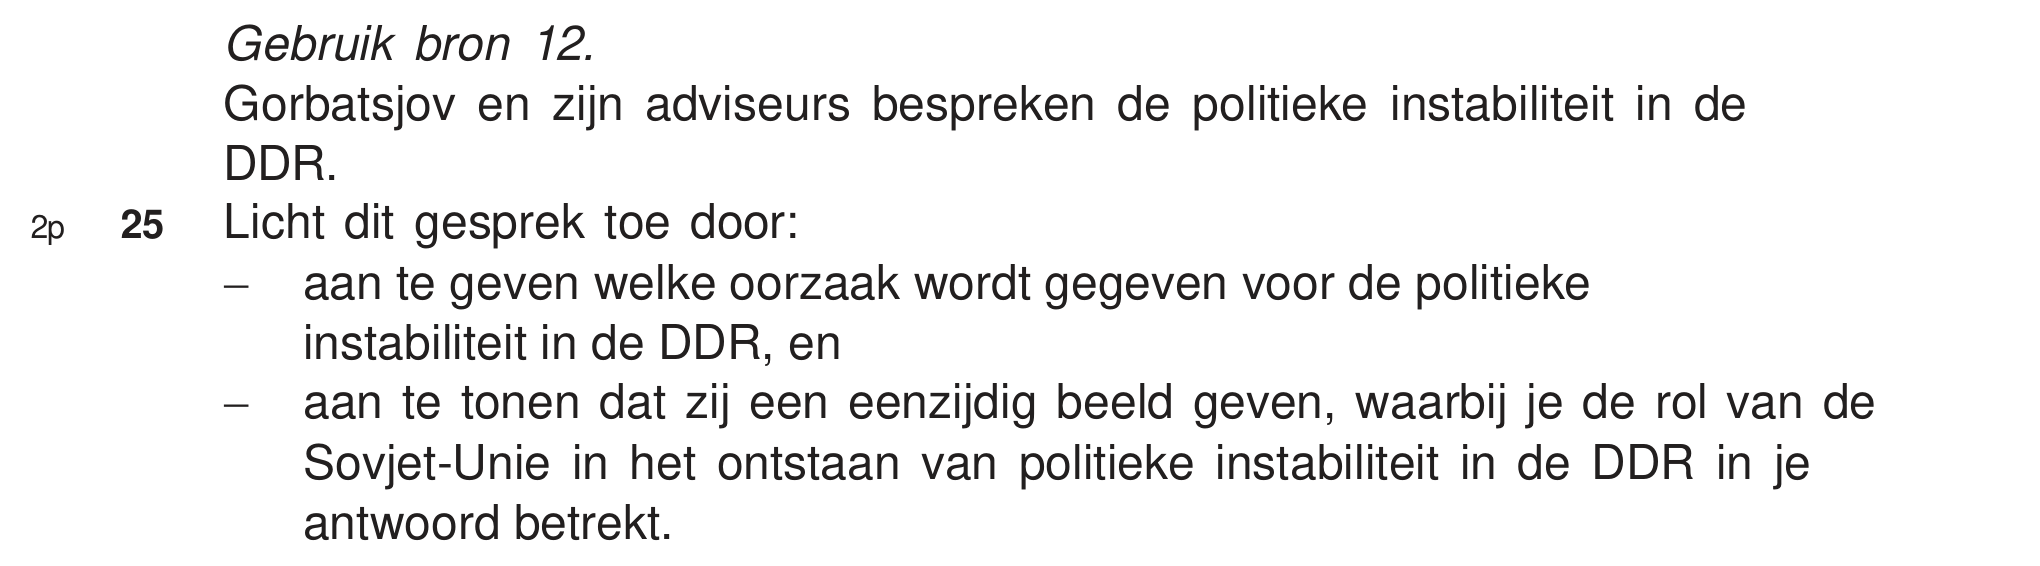 Gebruik bron 12.
Gorbatsjov en zijn adviseurs bespreken de politieke instabiliteit in de
DDR.
2p 25 Licht dit gesprek toe door:
– aan te geven welke oorzaak wordt gegeven voor de politieke
instabiliteit in de DDR, en
– aan te tonen dat zij een eenzijdig beeld geven, waarbij je de rol van de
Sovjet-Unie in het ontstaan van politieke instabiliteit in de DDR in je
antwoord betrekt.